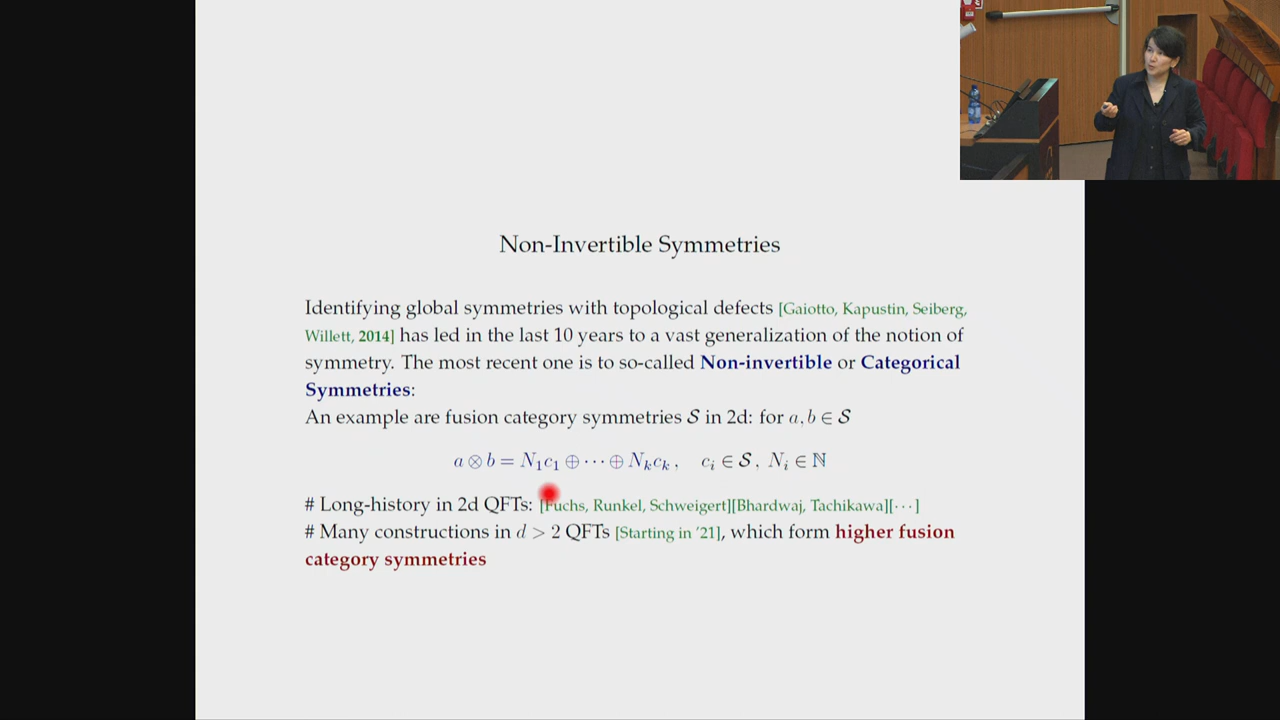 Non-Invertible Symmetries
Identifying global symmetries with topological defects [Gaiotto, Kapustin, Seiberg,
Willett, 2014] has led in the last 10 years to a vast generalization of the notion of
symmetry. The most recent one is to so-called Non-invertible or Categorical
Symmetries:
An example are fusion category symmetries 𝒮 in 2d: for a, b ∈ 𝒮
a ⊗ b = N₁c₁ ⊕ ··· ⊕ Nₖcₖ, cᵢ ∈ 𝒮, Nᵢ ∈ ℕ
# Long-history in 2d QFTs: [Fuchs, Runkel, Schweigert][Bhardwaj, Tachikawa][···]
# Many constructions in d > 2 QFTs [Starting in '21], which form higher fusion
category symmetries